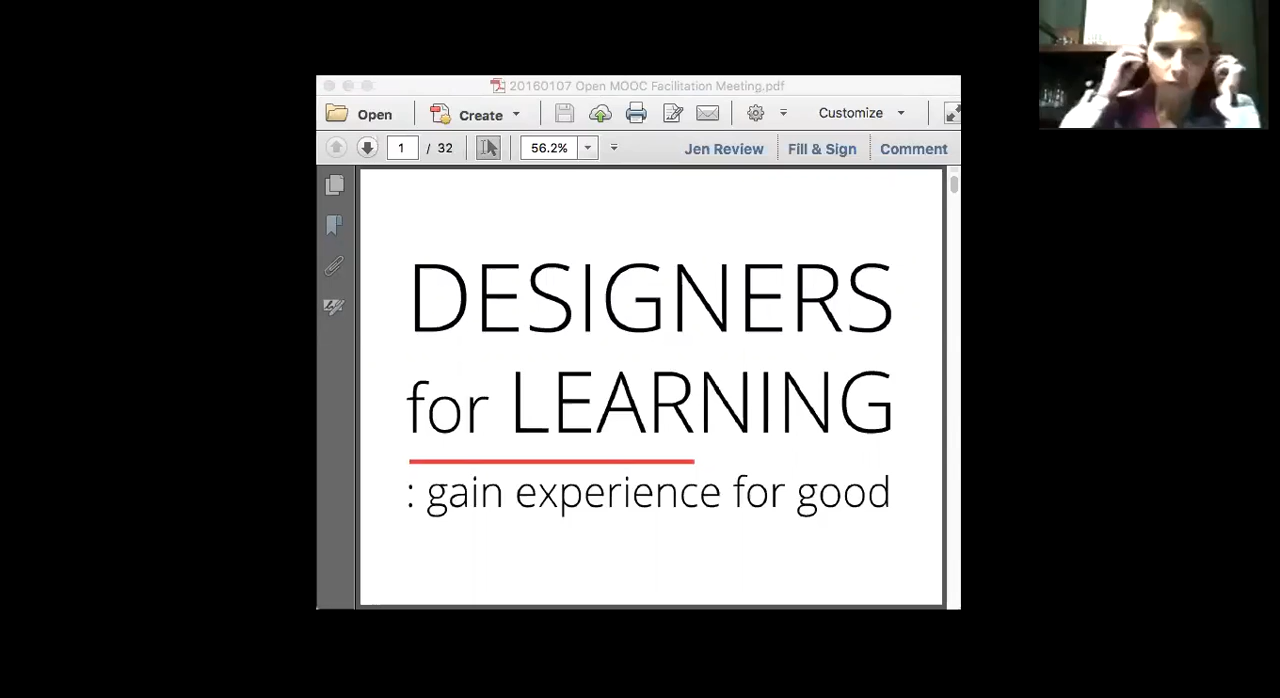 20160107 Open MOOC Facilitation Meeting.pdf
Open Create Customize
1 / 32 56.2% Jen Review Fill & Sign Comment
DESIGNERS
for LEARNING
: gain experience for good